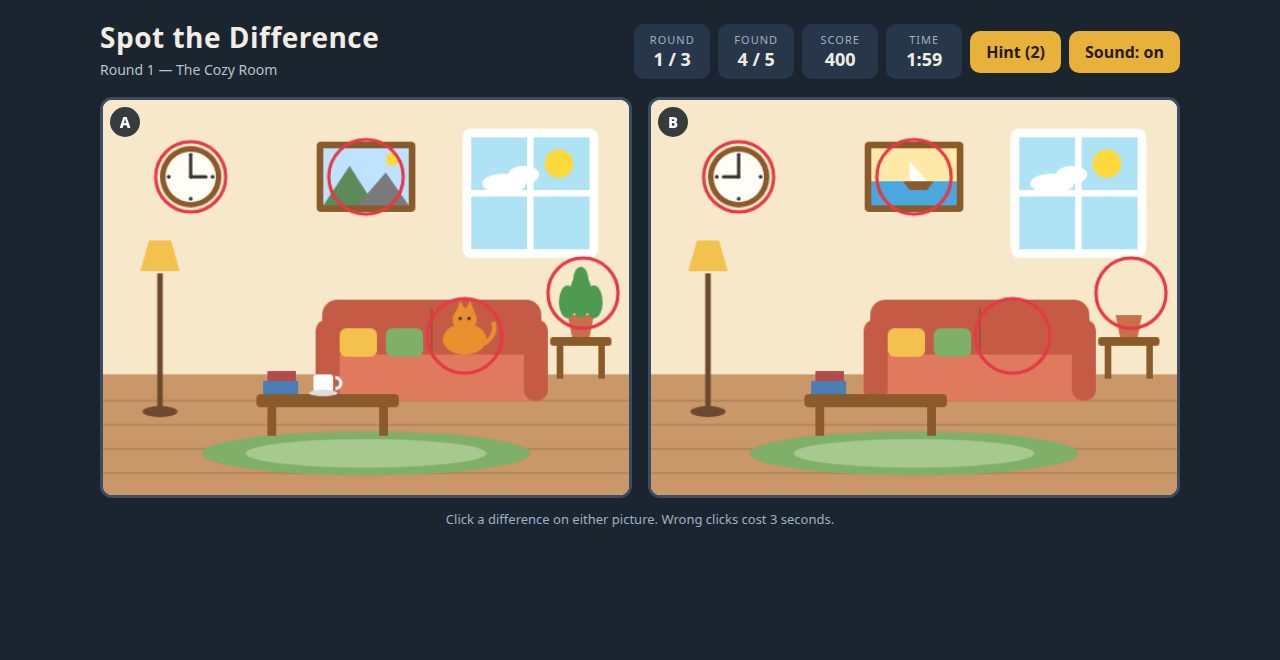 Spot the Difference
Round 1 — The Cozy Room
ROUND
1 / 3
FOUND
4 / 5
SCORE
400
TIME
1:59
Hint (2)
Sound: on
A
B
Click a difference on either picture. Wrong clicks cost 3 seconds.